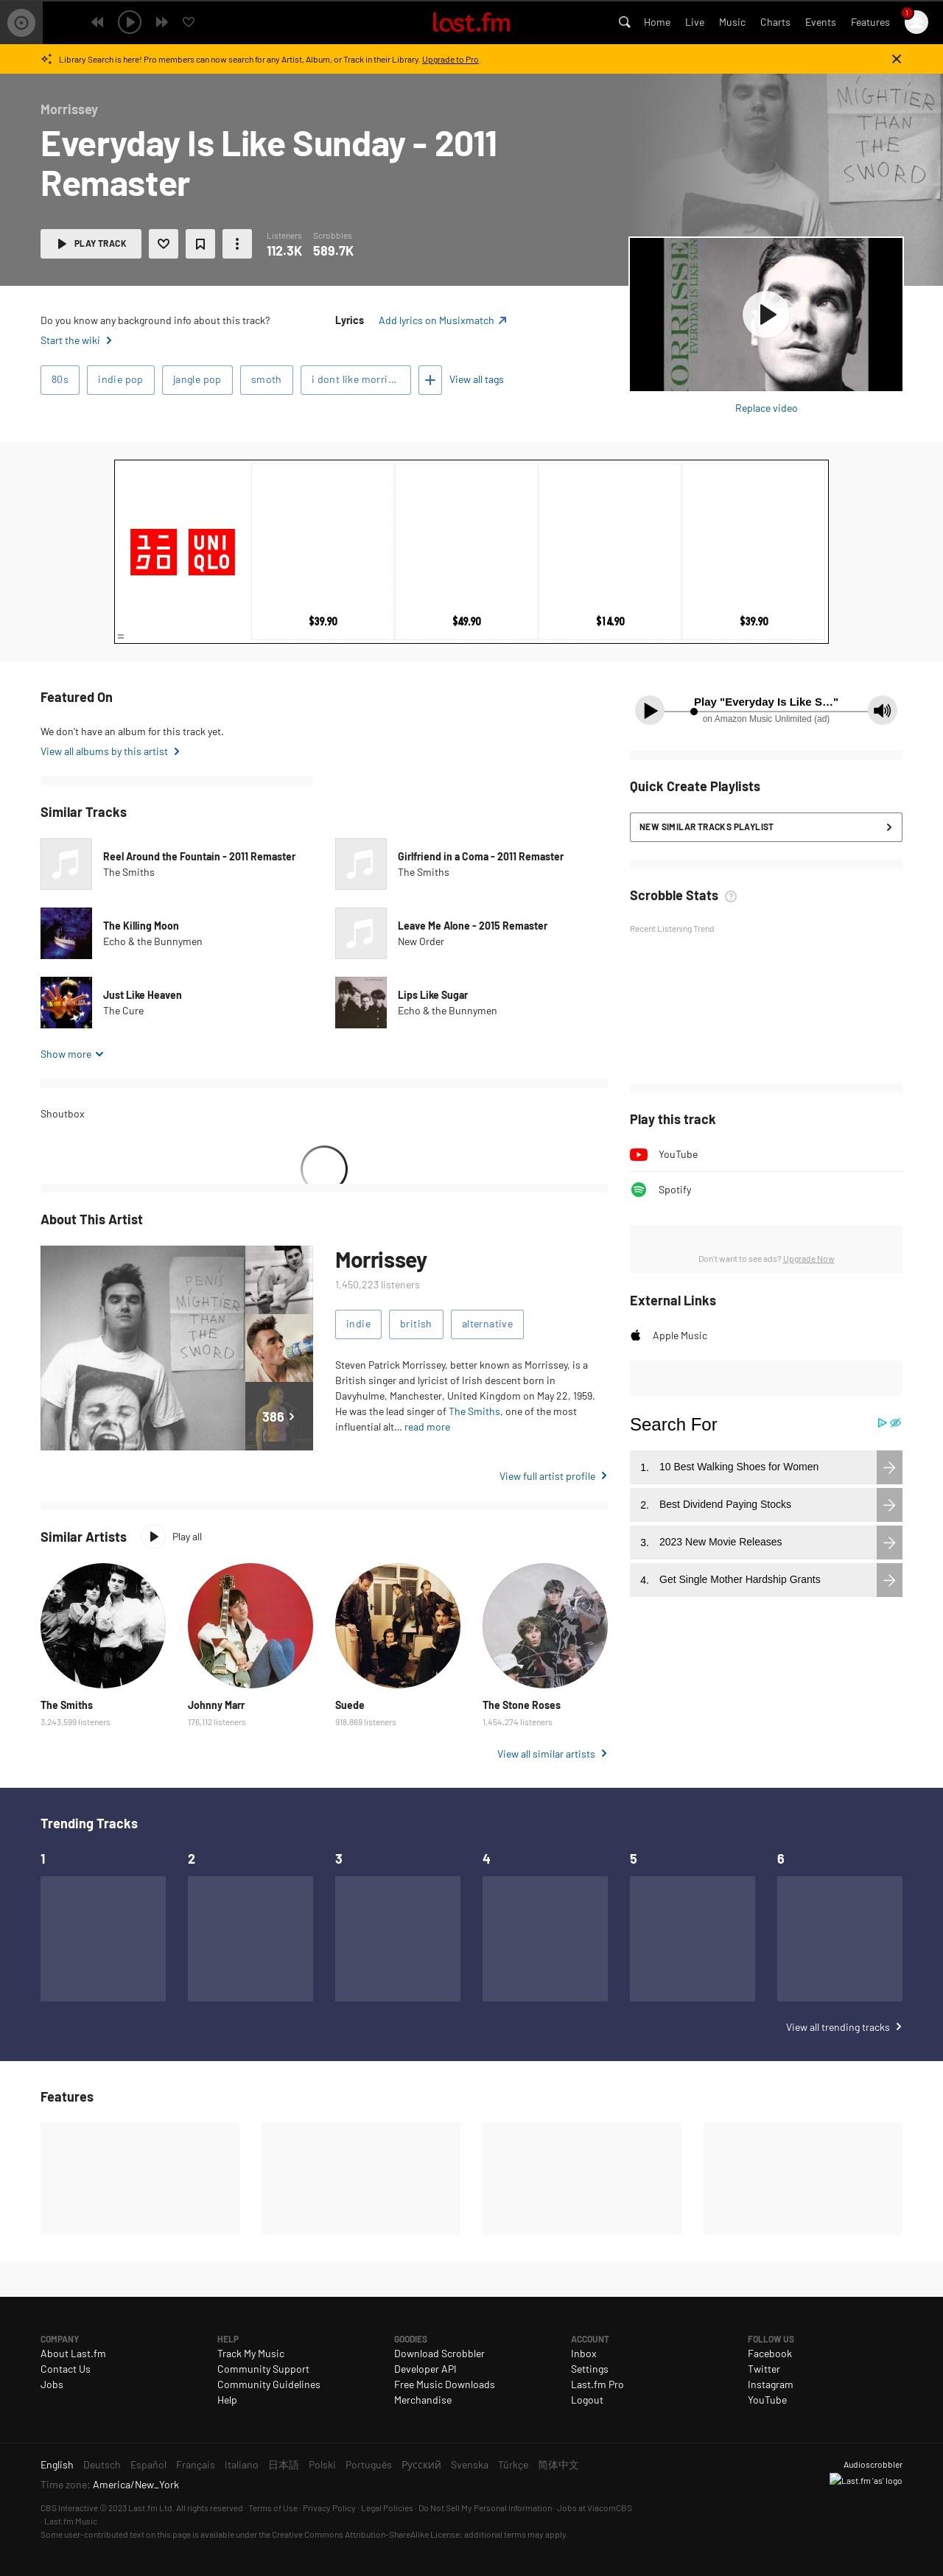 last.fm
Home
Live
Music
Charts
Events
Features
1
Library Search is here! Pro members can now search for any Artist, Album, or Track in their Library. Upgrade to Pro.
Morrissey
Everyday Is Like Sunday - 2011
Remaster
MIGHTIER
THAN
THE
SWORD
PLAY TRACK
Listeners
112.3K
Scrobbles
589.7K
EVERYDAY IS LIKE SUN
Do you know any background info about this track?
Start the wiki
Lyrics
Add lyrics on Musixmatch
80s
indie pop
jangle pop
smoth
i dont like morri...
View all tags
Replace video
ユニクロ
UNIQLO
$39.90
$49.90
$14.90
$39.90
Featured On
We don't have an album for this track yet.
View all albums by this artist
Play "Everyday Is Like S…"
on Amazon Music Unlimited (ad)
Quick Create Playlists
NEW SIMILAR TRACKS PLAYLIST
Similar Tracks
Reel Around the Fountain - 2011 Remaster
The Smiths
Girlfriend in a Coma - 2011 Remaster
The Smiths
The Killing Moon
Echo & the Bunnymen
Leave Me Alone - 2015 Remaster
New Order
Just Like Heaven
The Cure
Lips Like Sugar
Echo & the Bunnymen
Show more
Scrobble Stats ?
Recent Listening Trend
Shoutbox
Play this track
YouTube
Spotify
Don't want to see ads? Upgrade Now
External Links
Apple Music
About This Artist
PENIS
MIGHTIER
THAN
THE
SWORD
386
Morrissey
1,450,223 listeners
indie
british
alternative
Steven Patrick Morrissey, better known as Morrissey, is a
British singer and lyricist of Irish descent born in
Davyhulme, Manchester, United Kingdom on May 22, 1959.
He was the lead singer of The Smiths, one of the most
influential alt… read more
View full artist profile
Search For
1. 10 Best Walking Shoes for Women
2. Best Dividend Paying Stocks
3. 2023 New Movie Releases
4. Get Single Mother Hardship Grants
Similar Artists
Play all
The Smiths
3,243,599 listeners
Johnny Marr
176,112 listeners
Suede
918,869 listeners
The Stone Roses
1,454,274 listeners
View all similar artists
Trending Tracks
1
2
3
4
5
6
View all trending tracks
Features
COMPANY
About Last.fm
Contact Us
Jobs
HELP
Track My Music
Community Support
Community Guidelines
Help
GOODIES
Download Scrobbler
Developer API
Free Music Downloads
Merchandise
ACCOUNT
Inbox
Settings
Last.fm Pro
Logout
FOLLOW US
Facebook
Twitter
Instagram
YouTube
English Deutsch Español Français Italiano 日本語 Polski Português Русский Svenska Türkçe 简体中文
Time zone: America/New_York
Audioscrobbler
Last.fm 'as' logo
CBS Interactive © 2023 Last.fm Ltd. All rights reserved · Terms of Use · Privacy Policy · Legal Policies · Do Not Sell My Personal Information · Jobs at ViacomCBS
· Last.fm Music
Some user-contributed text on this page is available under the Creative Commons Attribution-ShareAlike License; additional terms may apply.